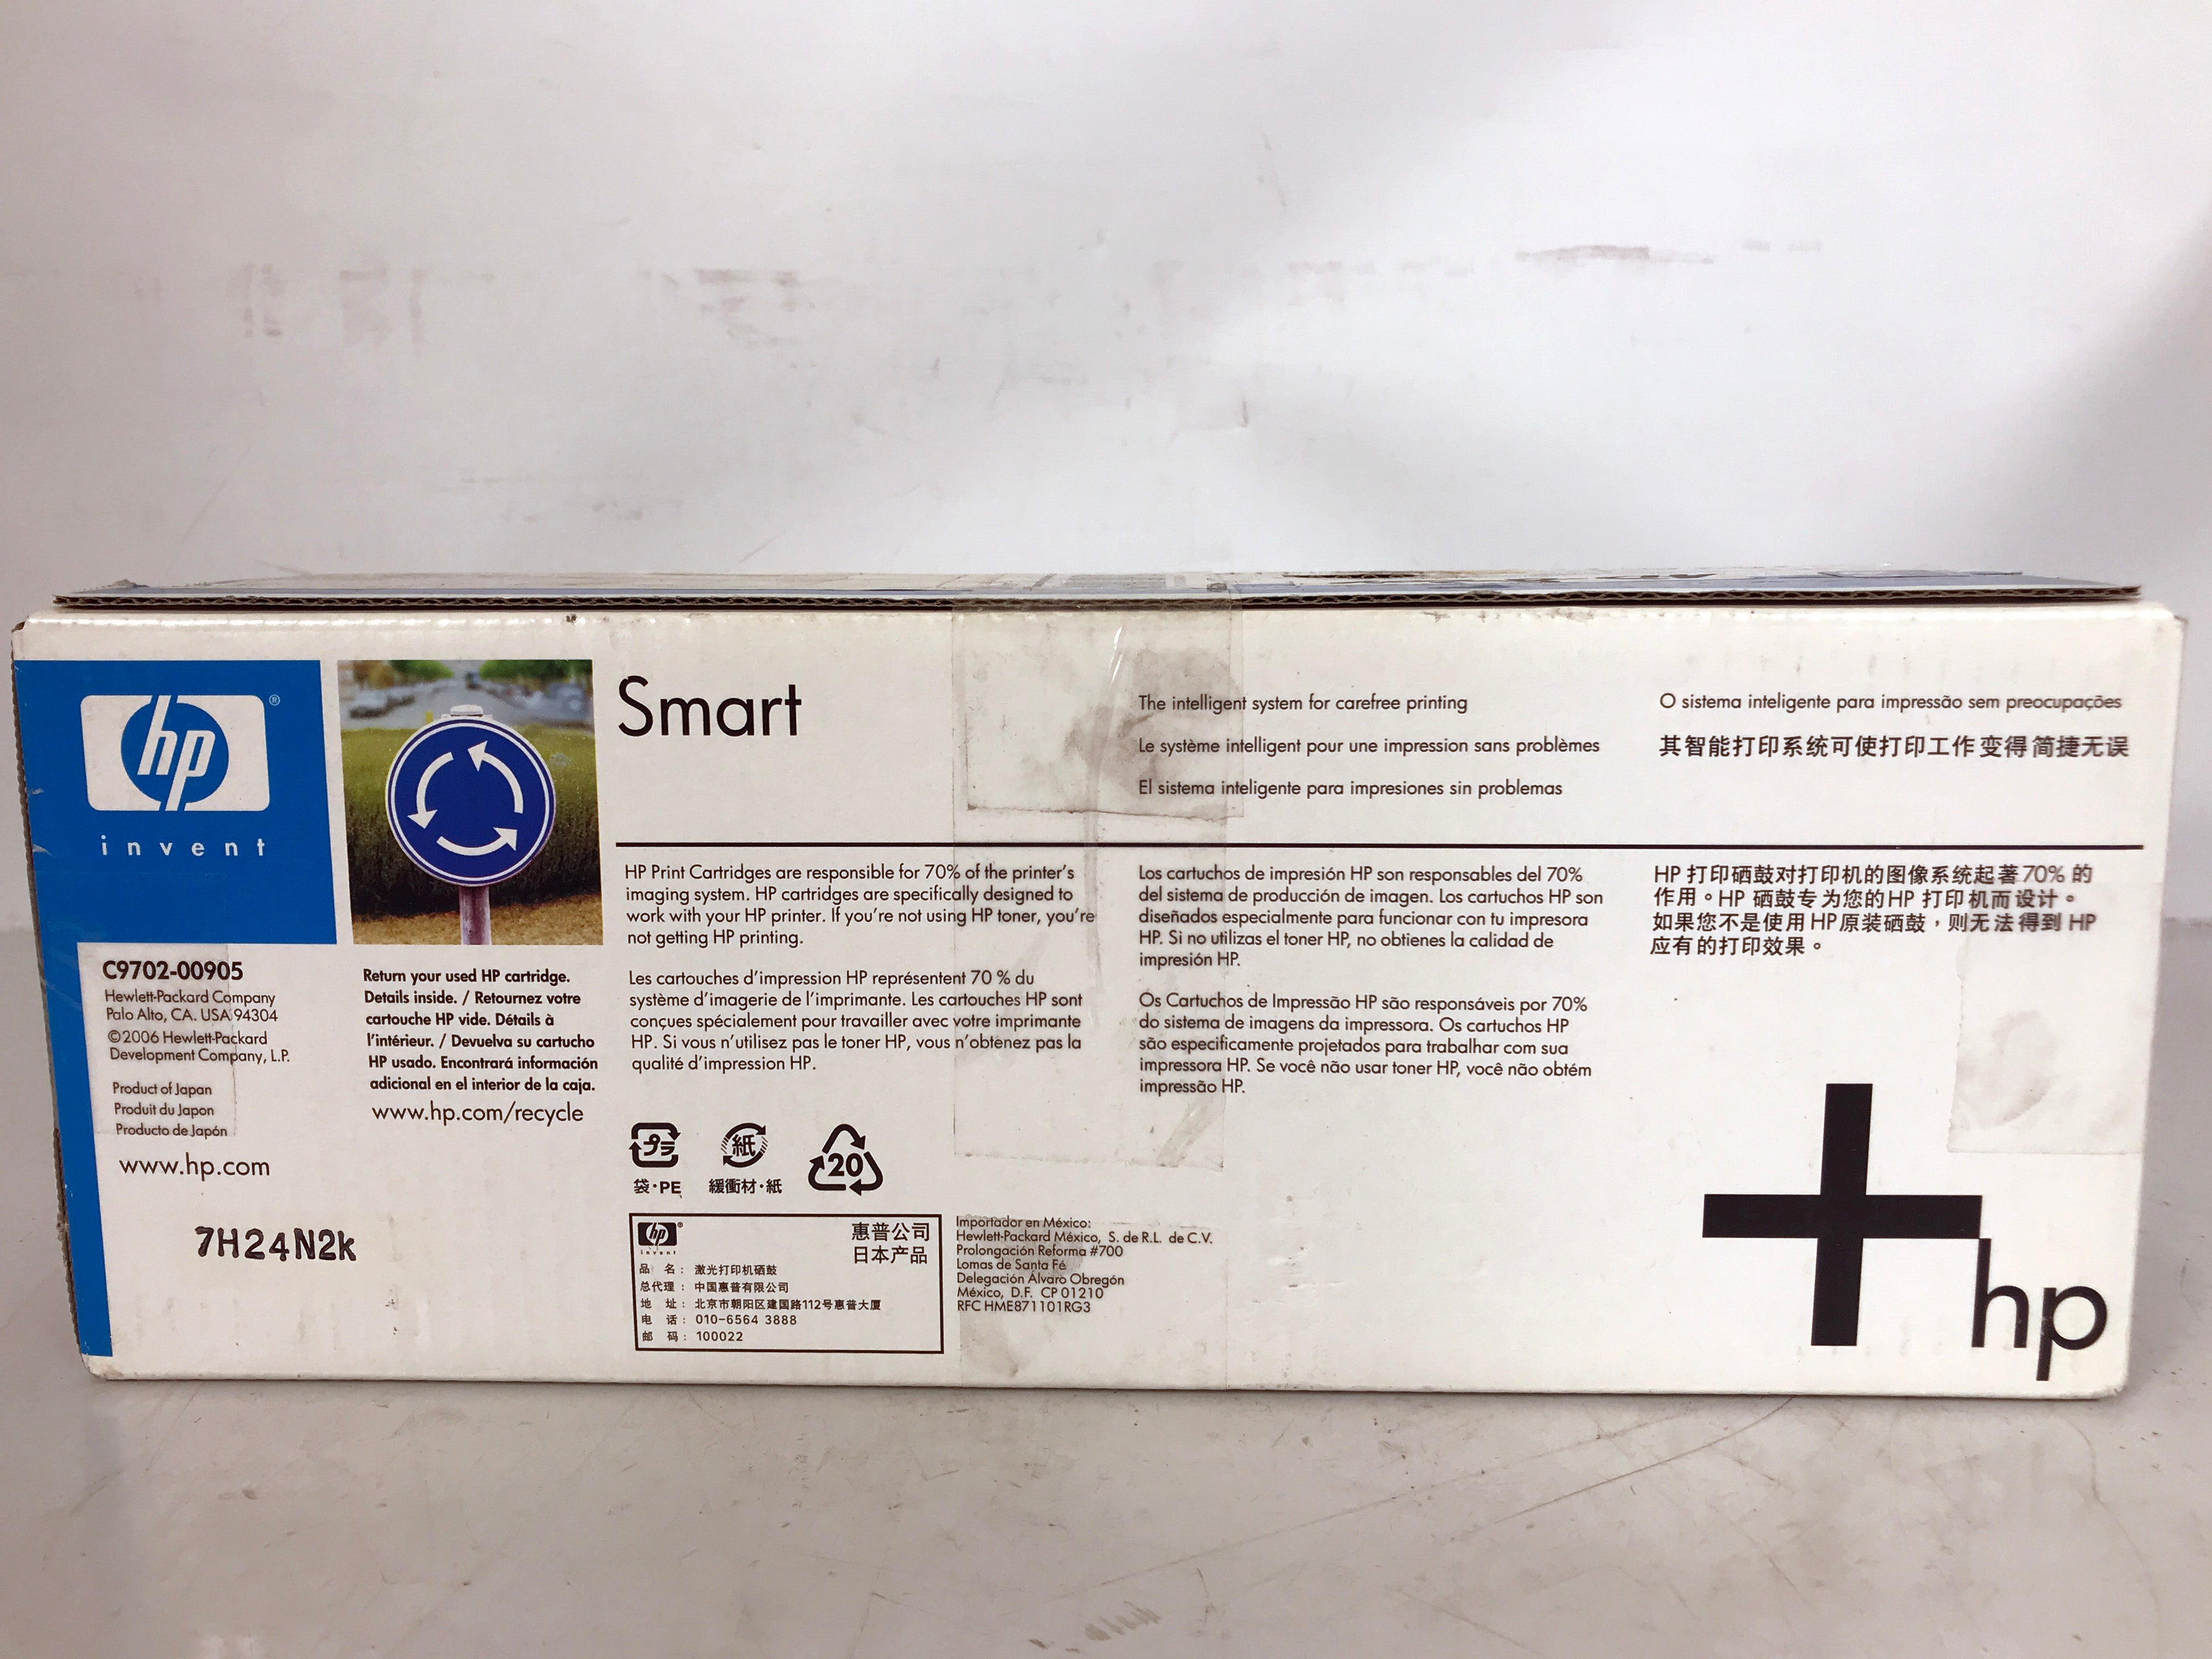 hp®
invent
C9702-00905
Hewlett-Packard Company
Palo Alto, CA. USA 94304
©2006 Hewlett-Packard
Development Company, L.P.
Product of Japan
Produit du Japon
Producto de Japón
www.hp.com
7H24N2k
Return your used HP cartridge.
Details inside. / Retournez votre
cartouche HP vide. Détails à
l'intérieur. / Devuelva su cartucho
HP usado. Encontrará información
adicional en el interior de la caja.
www.hp.com/recycle
Smart
The intelligent system for carefree printing
Le système intelligent pour une impression sans problèmes
El sistema inteligente para impresiones sin problemas
O sistema inteligente para impressão sem preocupações
其智能打印系统可使打印工作变得简捷无误
HP Print Cartridges are responsible for 70% of the printer's
imaging system. HP cartridges are specifically designed to
work with your HP printer. If you're not using HP toner, you're
not getting HP printing.
Les cartouches d'impression HP représentent 70 % du
système d'imagerie de l'imprimante. Les cartouches HP sont
conçues spécialement pour travailler avec votre imprimante
HP. Si vous n'utilisez pas le toner HP, vous n'obtenez pas la
qualité d'impression HP.
Los cartuchos de impresión HP son responsables del 70%
del sistema de producción de imagen. Los cartuchos HP son
diseñados especialmente para funcionar con tu impresora
HP. Si no utilizas el toner HP, no obtienes la calidad de
impresión HP.
Os Cartuchos de Impressão HP são responsáveis por 70%
do sistema de imagens da impressora. Os cartuchos HP
são especificamente projetados para trabalhar com sua
impressora HP. Se você não usar toner HP, você não obtém
impressão HP.
HP 打印硒鼓对打印机的图像系统起著70% 的
作用。HP 硒鼓专为您的HP 打印机而设计。
如果您不是使用HP原装硒鼓，则无法得到 HP
应有的打印效果。
プラ
袋・PE
紙
緩衝材・紙
20
hp®
invent
惠普公司
日本产品
品 名：激光打印机硒鼓
总代理：中国惠普有限公司
地 址：北京市朝阳区建国路112号惠普大厦
电 话：010-6564 3888
邮 码：100022
Importador en México:
Hewlett-Packard México, S. de R.L. de C.V.
Prolongación Reforma #700
Lomas de Santa Fé
Delegación Álvaro Obregón
México, D.F. CP 01210
RFC HME871101RG3
+hp